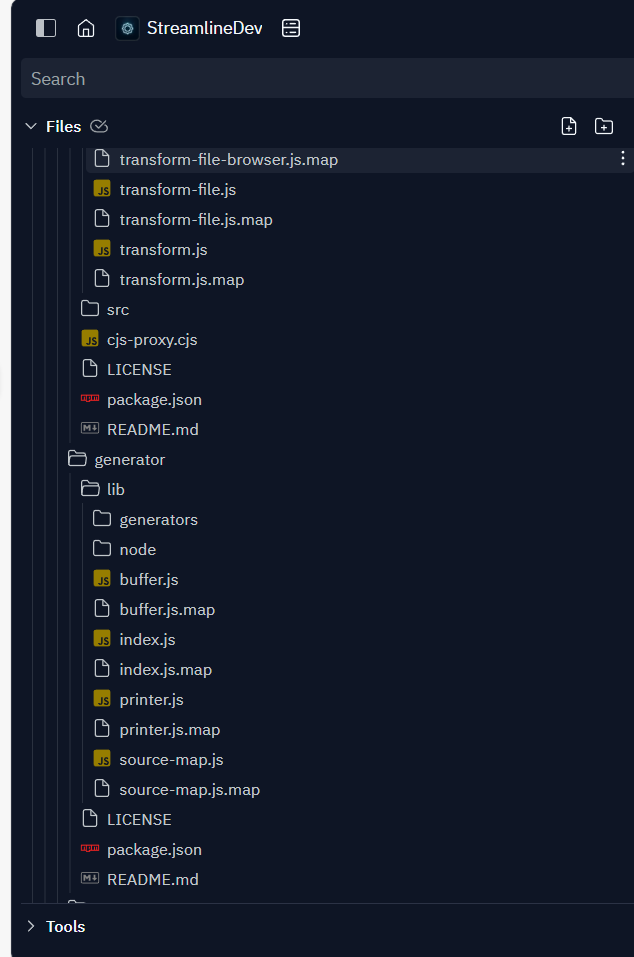 StreamlineDev
Search
Files
transform-file-browser.js.map
JS transform-file.js
transform-file.js.map
JS transform.js
transform.js.map
src
JS cjs-proxy.cjs
LICENSE
npm package.json
M↓ README.md
generator
lib
generators
node
JS buffer.js
buffer.js.map
JS index.js
index.js.map
JS printer.js
printer.js.map
JS source-map.js
source-map.js.map
LICENSE
npm package.json
M↓ README.md
Tools